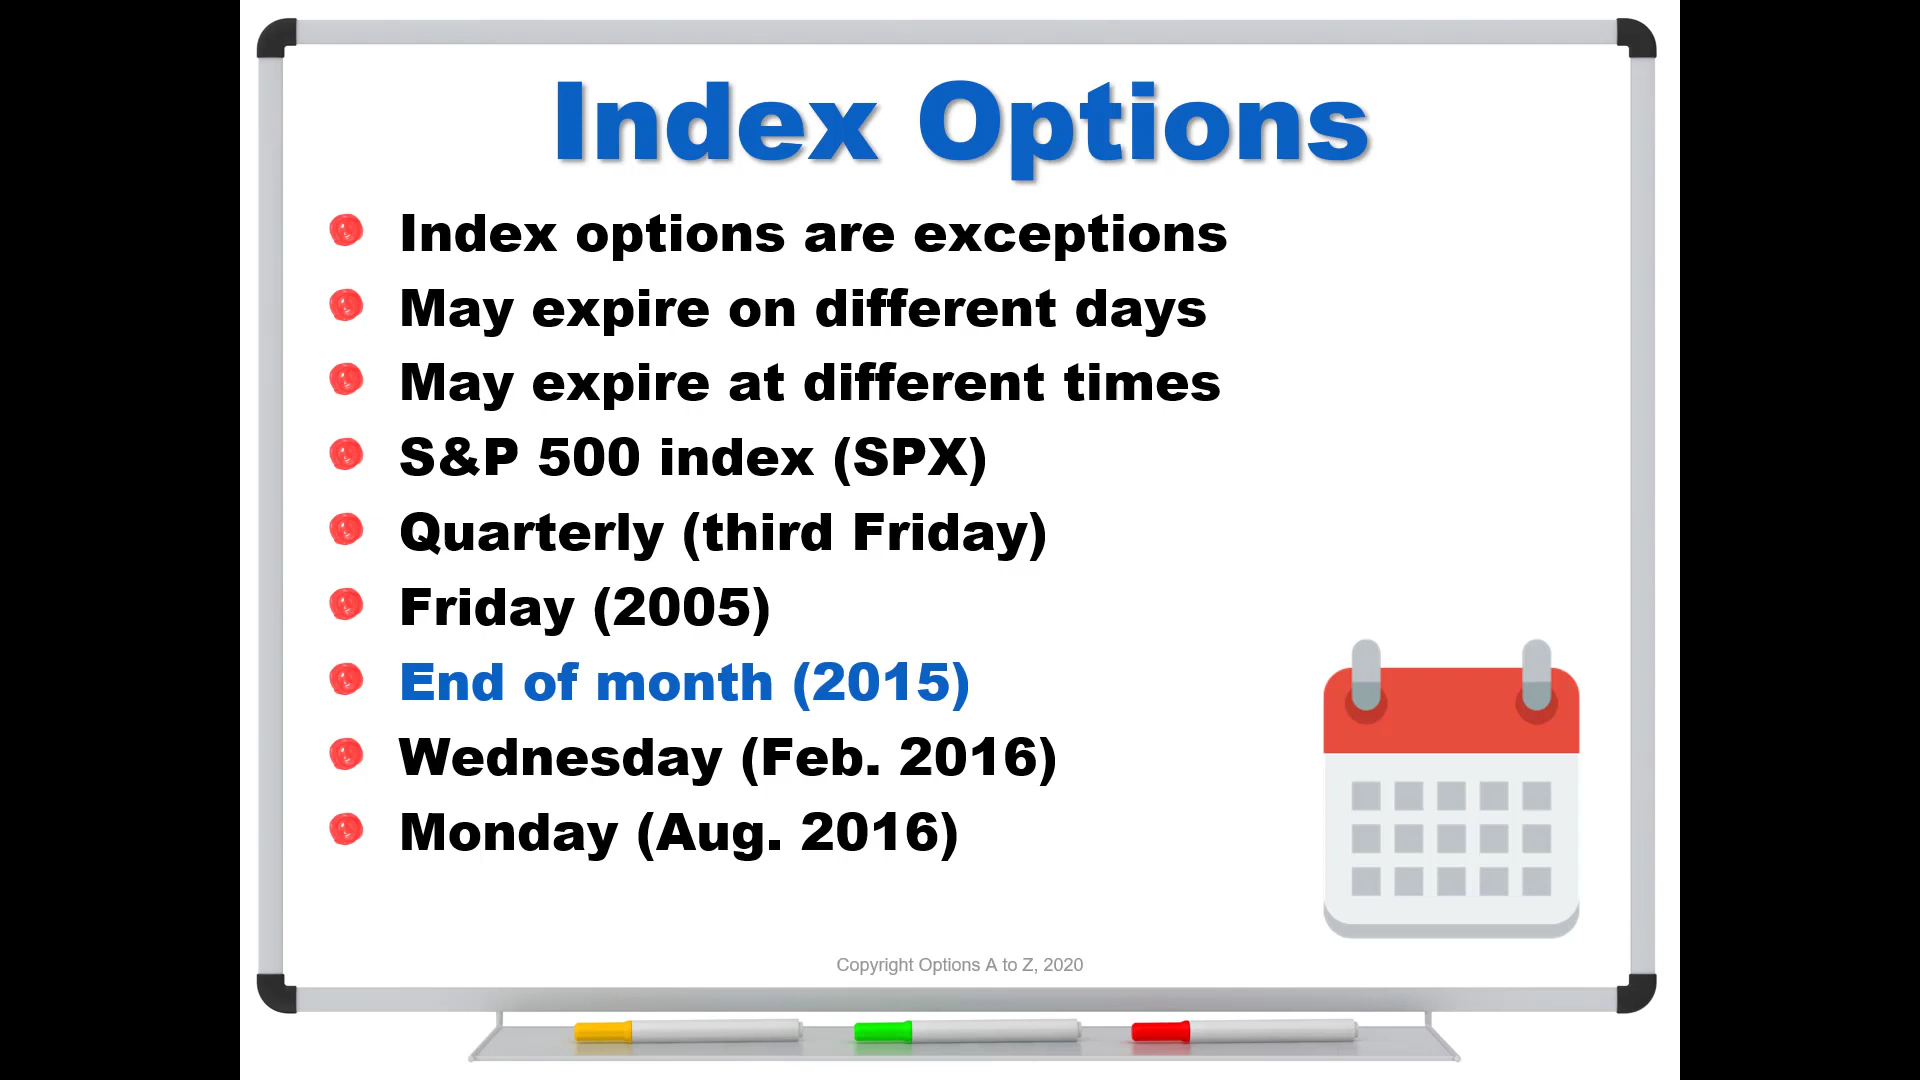 Index Options
Index options are exceptions
May expire on different days
May expire at different times
S&P 500 index (SPX)
Quarterly (third Friday)
Friday (2005)
End of month (2015)
Wednesday (Feb. 2016)
Monday (Aug. 2016)
Copyright Options A to Z, 2020